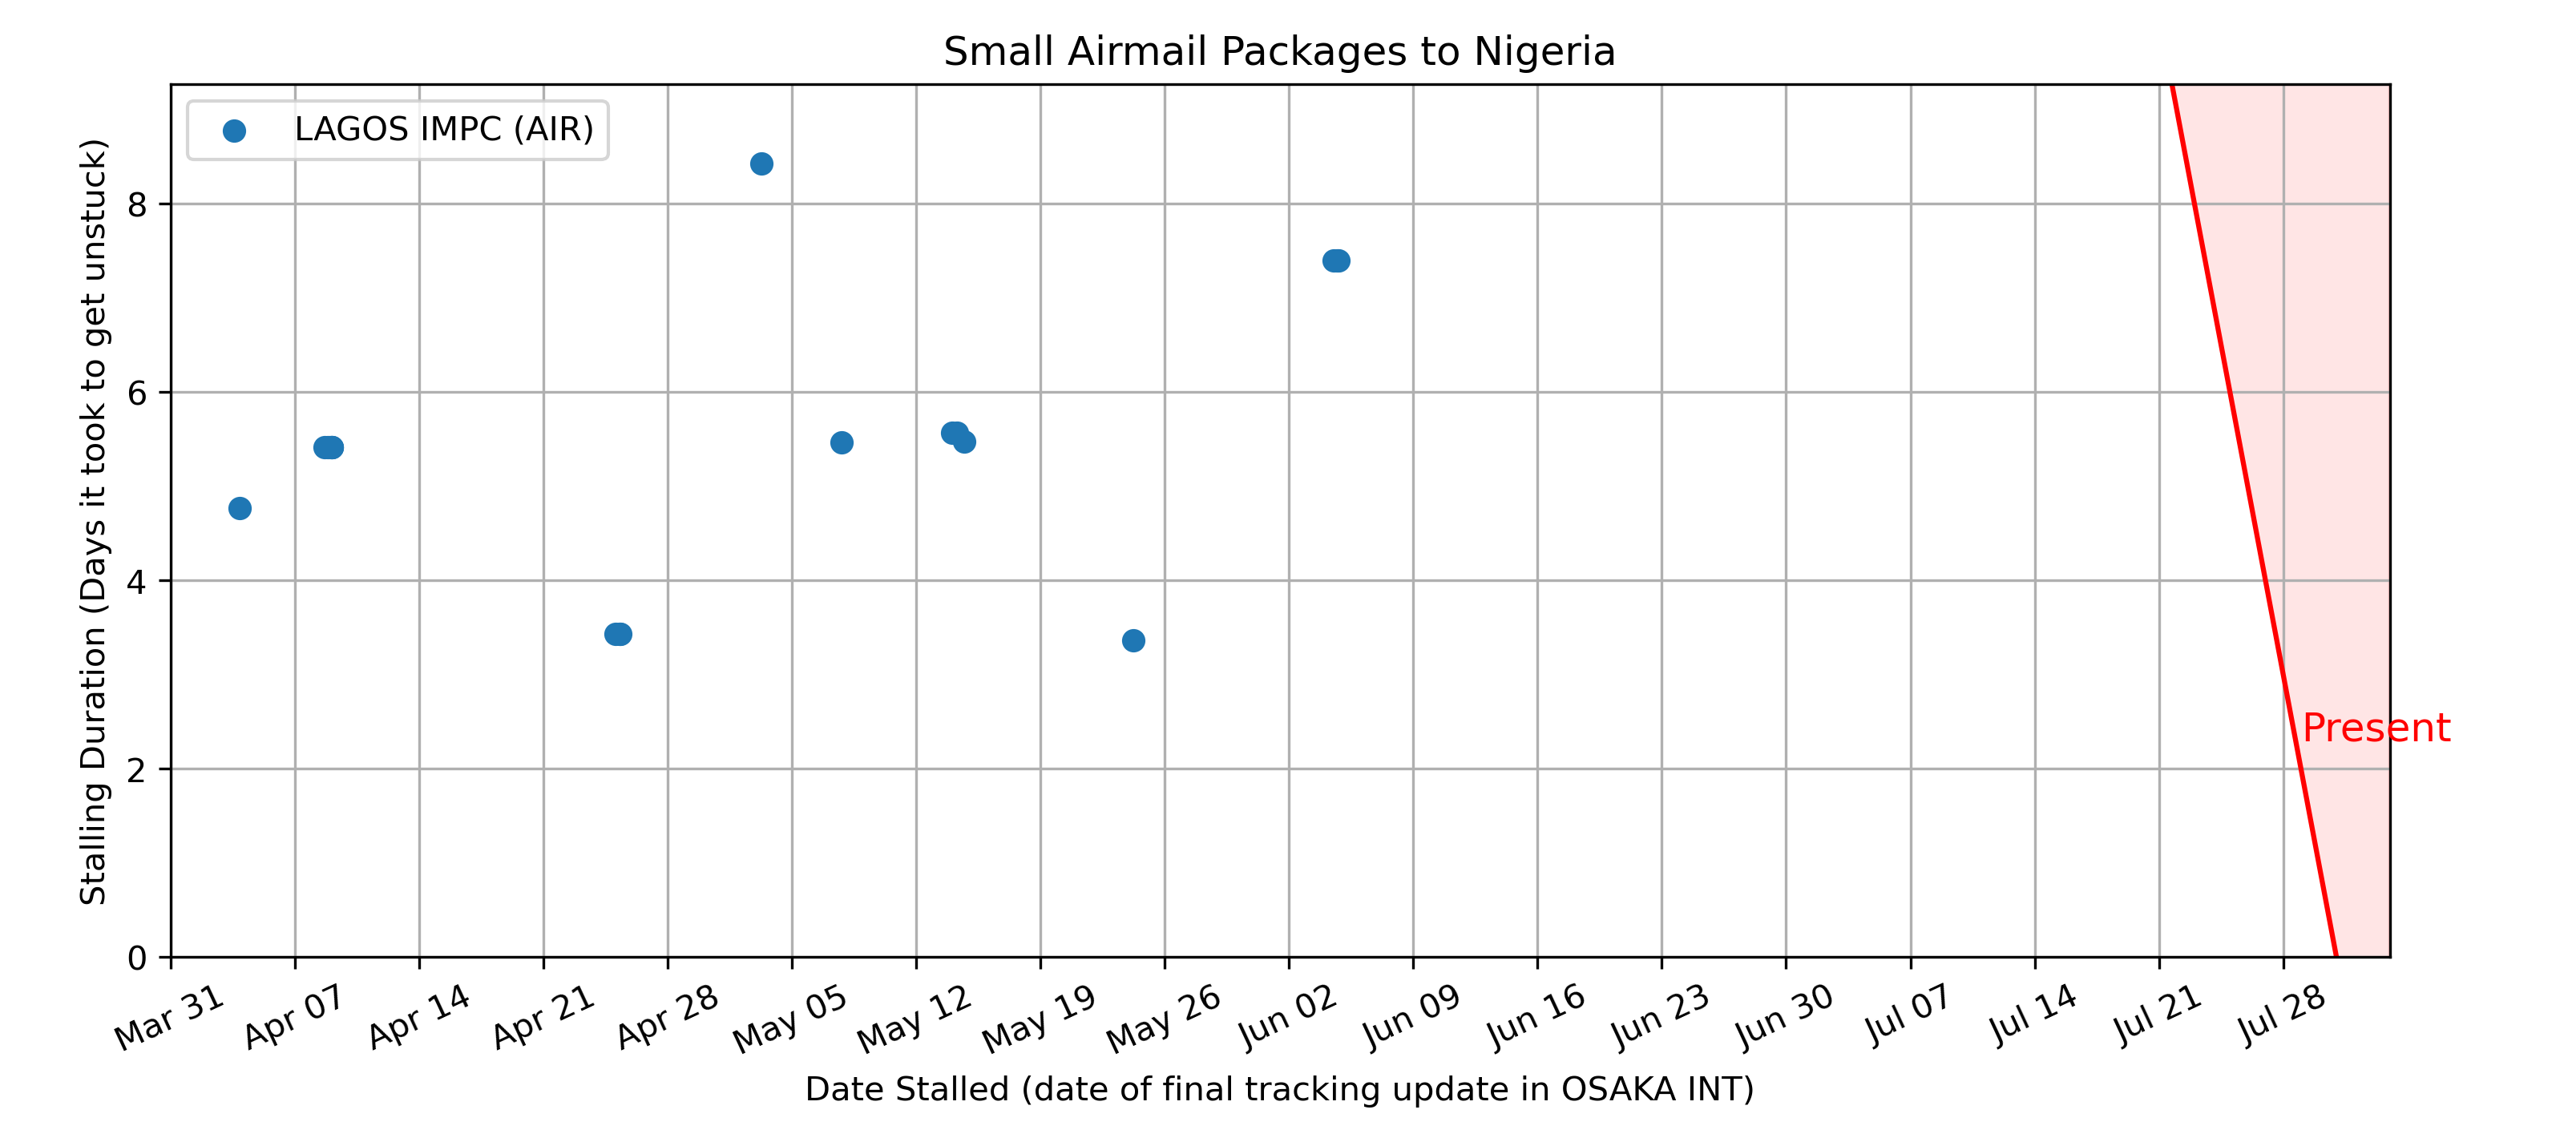 Small Airmail Packages to Nigeria
LAGOS IMPC (AIR)
Stalling Duration (Days it took to get unstuck)
8
6
4
2
0
Present
Mar 31
Apr 07
Apr 14
Apr 21
Apr 28
May 05
May 12
May 19
May 26
Jun 02
Jun 09
Jun 16
Jun 23
Jun 30
Jul 07
Jul 14
Jul 21
Jul 28
Date Stalled (date of final tracking update in OSAKA INT)